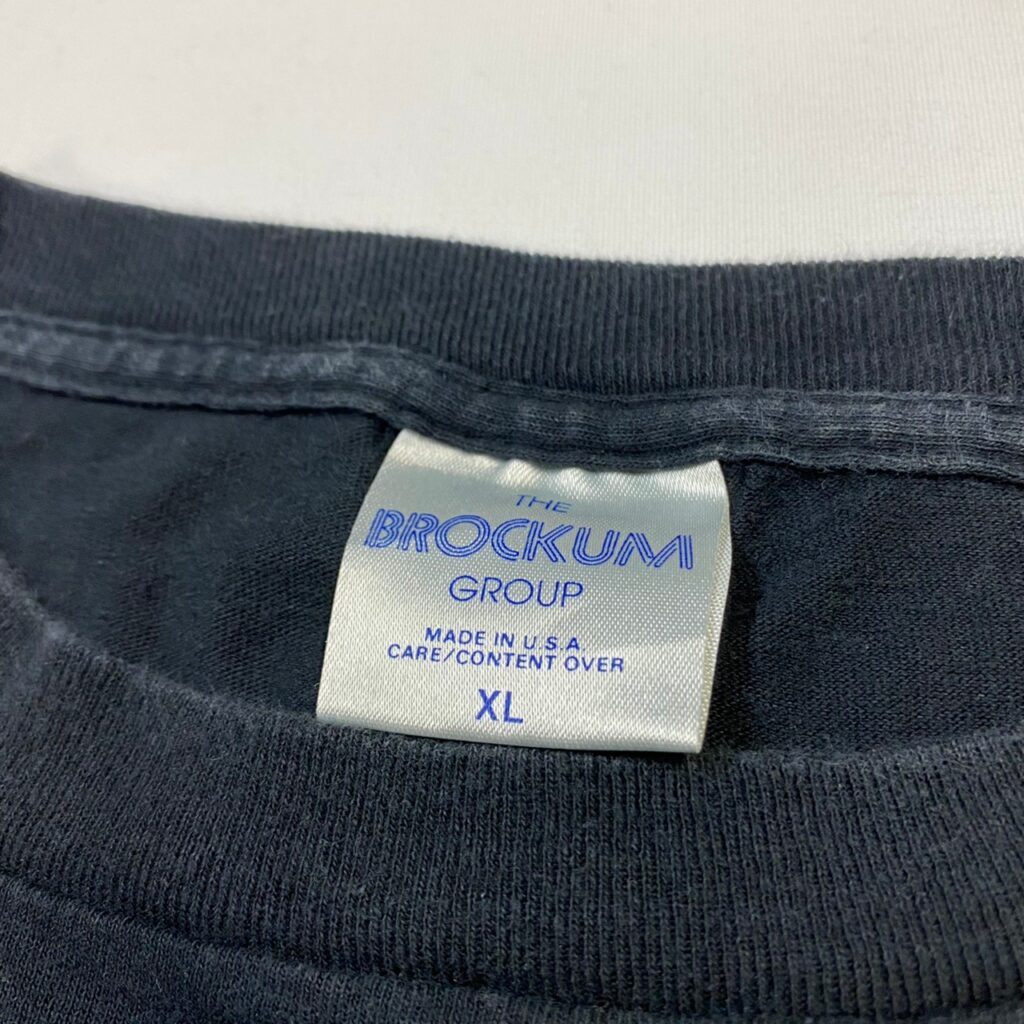 THE
BROCKUM
GROUP
MADE IN U.S.A
CARE/CONTENT OVER
XL